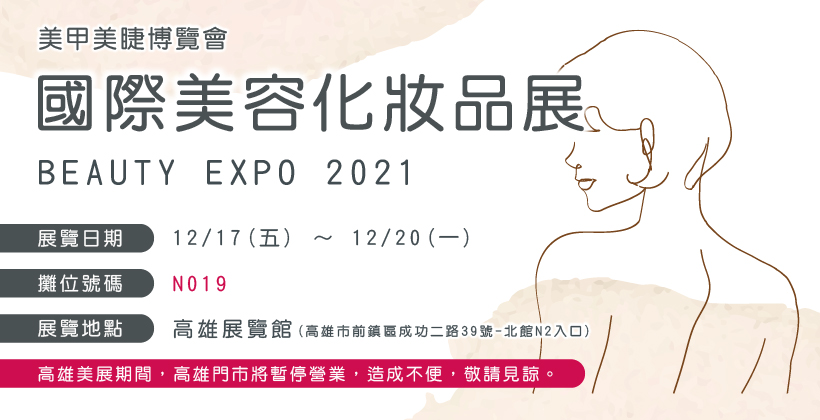 美甲美睫博覽會
國際美容化妝品展
BEAUTY EXPO 2021
展覽日期 12/17(五) ～ 12/20(一)
攤位號碼 N019
展覽地點 高雄展覽館(高雄市前鎮區成功二路39號-北館N2入口)
高雄美展期間，高雄門市將暫停營業，造成不便，敬請見諒。